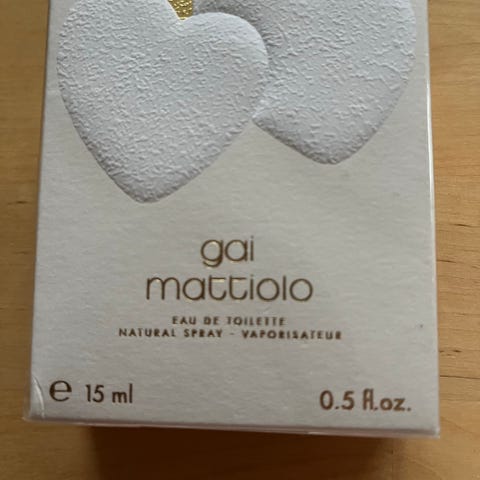 gai
mattiolo
EAU DE TOILETTE
NATURAL SPRAY - VAPORISATEUR
℮ 15 ml 0.5 fl.oz.